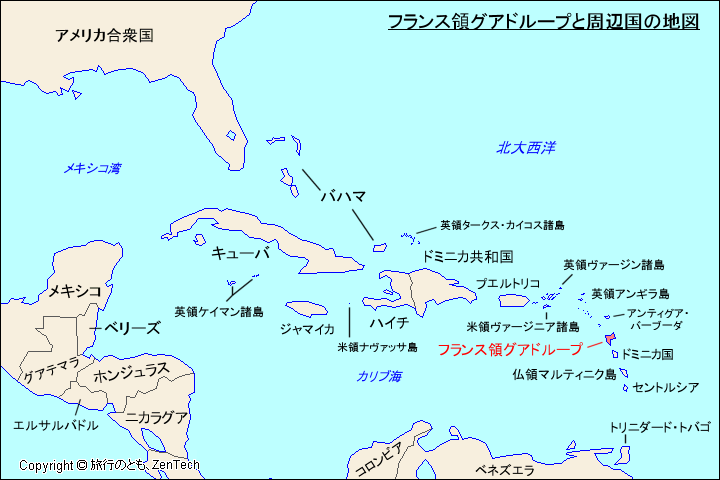 フランス領グアドループと周辺国の地図
アメリカ合衆国
北大西洋
メキシコ湾
バハマ
英領タークス・カイコス諸島
キューバ
ドミニカ共和国
英領ヴァージン諸島
プエルトリコ
メキシコ
英領アンギラ島
英領ケイマン諸島
アンティグア・
バーブーダ
ベリーズ
ジャマイカ
ハイチ
米領ヴァージニア諸島
米領ナヴァッサ島
フランス領グアドループ
ドミニカ国
グアテマラ
ホンジュラス
カリブ海
仏領マルティニク島
セントルシア
エルサルバドル
ニカラグア
トリニダード・トバゴ
コロンビア
ベネズエラ
Copyright © 旅行のとも、ZenTech